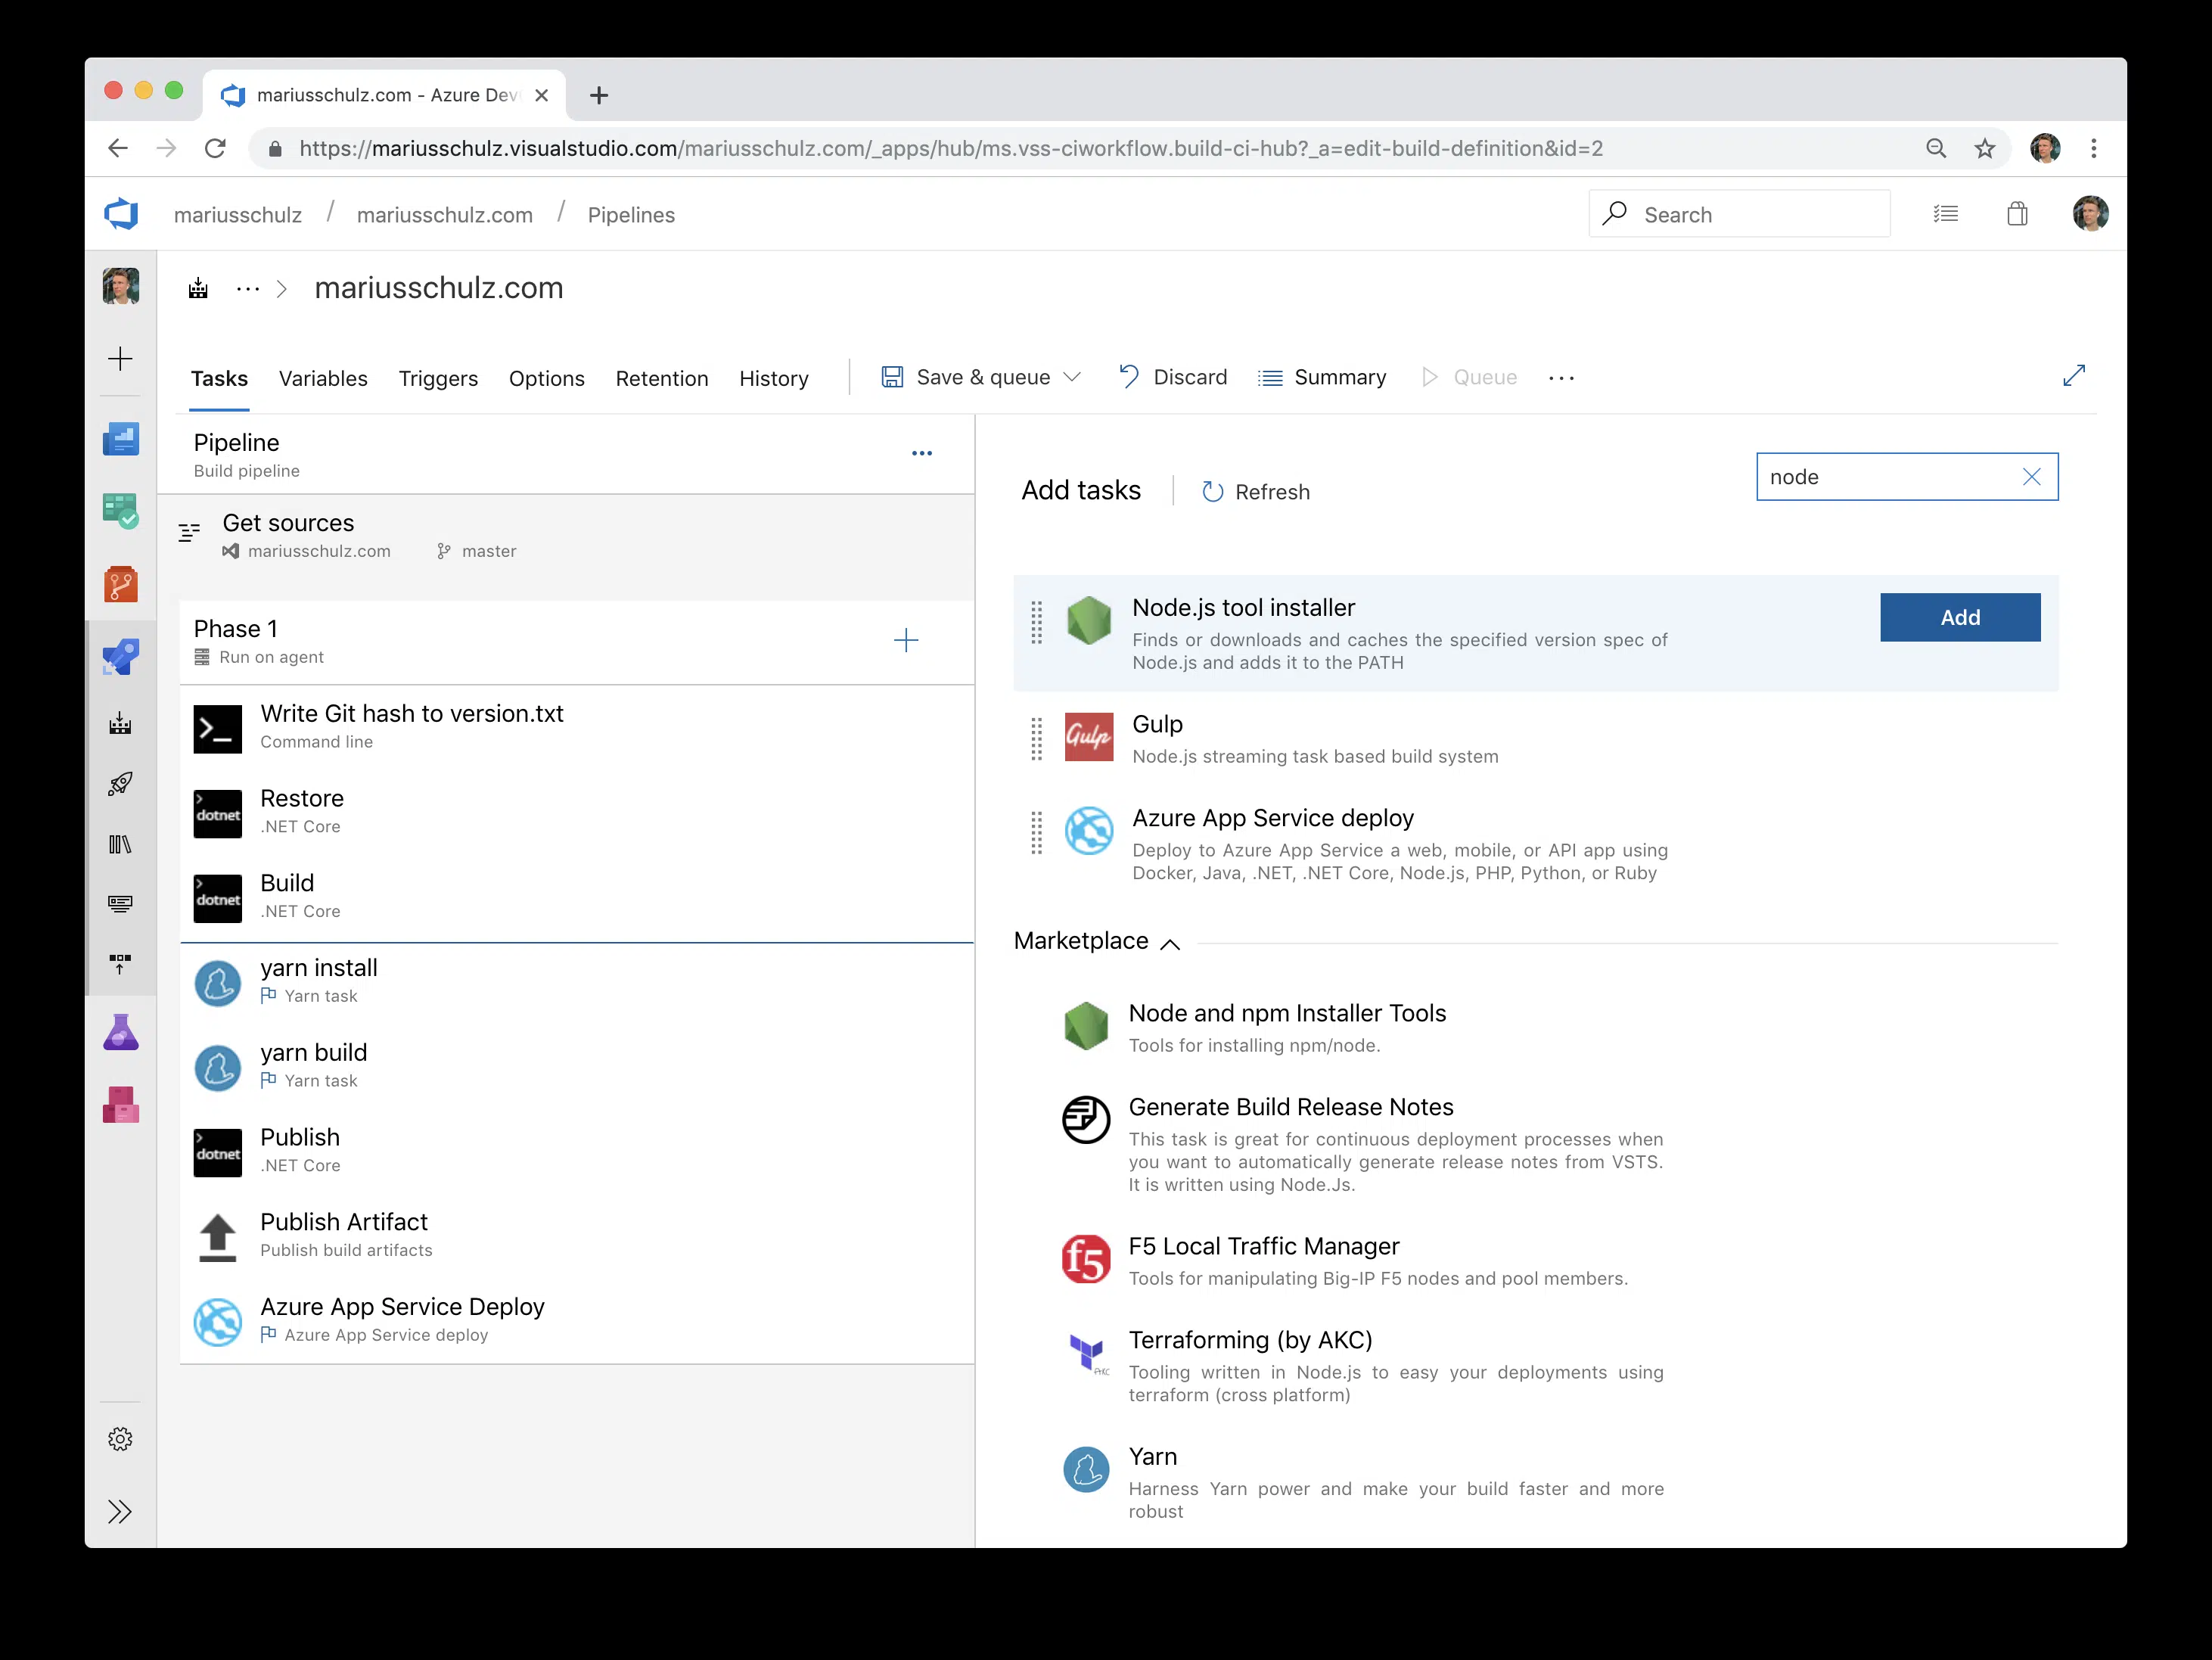 mariusschulz.com - Azure Dev
https://mariusschulz.visualstudio.com/mariusschulz.com/_apps/hub/ms.vss-ciworkflow.build-ci-hub?_a=edit-build-definition&id=2
mariusschulz / mariusschulz.com / Pipelines
Search
... > mariusschulz.com
Tasks Variables Triggers Options Retention History Save & queue Discard Summary Queue ...
Pipeline
Build pipeline
...
Get sources
mariusschulz.com master
Phase 1
Run on agent
Write Git hash to version.txt
Command line
dotnet
Restore
.NET Core
dotnet
Build
.NET Core
yarn install
Yarn task
yarn build
Yarn task
dotnet
Publish
.NET Core
Publish Artifact
Publish build artifacts
Azure App Service Deploy
Azure App Service deploy
Add tasks Refresh
node
Node.js tool installer
Finds or downloads and caches the specified version spec of
Node.js and adds it to the PATH
Add
Gulp
Gulp
Node.js streaming task based build system
Azure App Service deploy
Deploy to Azure App Service a web, mobile, or API app using
Docker, Java, .NET, .NET Core, Node.js, PHP, Python, or Ruby
Marketplace
Node and npm Installer Tools
Tools for installing npm/node.
Generate Build Release Notes
This task is great for continuous deployment processes when
you want to automatically generate release notes from VSTS.
It is written using Node.Js.
f5
F5 Local Traffic Manager
Tools for manipulating Big-IP F5 nodes and pool members.
AKC
Terraforming (by AKC)
Tooling written in Node.js to easy your deployments using
terraform (cross platform)
Yarn
Harness Yarn power and make your build faster and more
robust